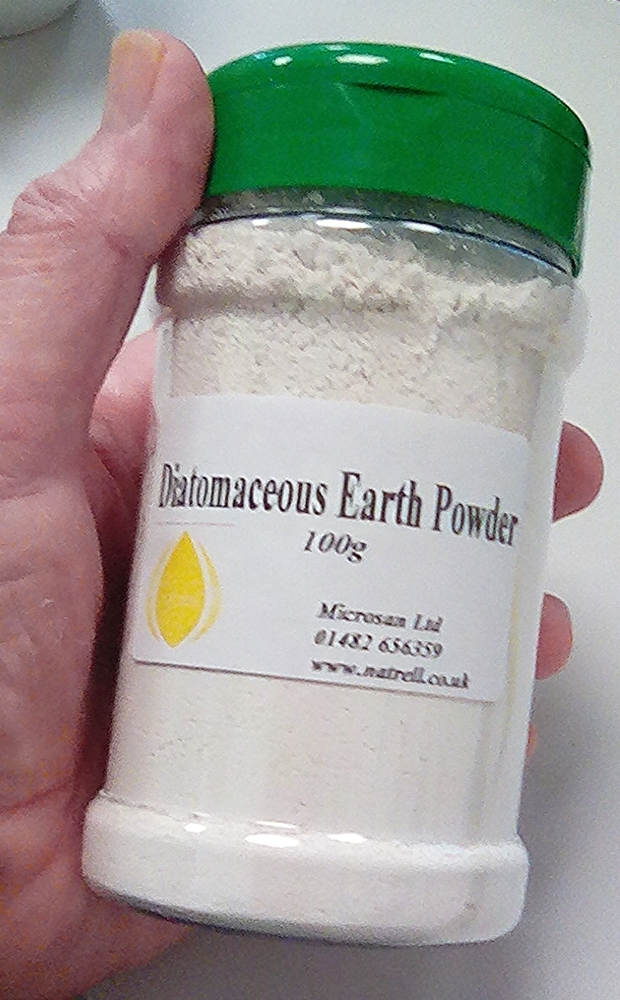 Diatomaceous Earth Powder
100g
Microsan Ltd
01482 656359
www.natrell.co.uk